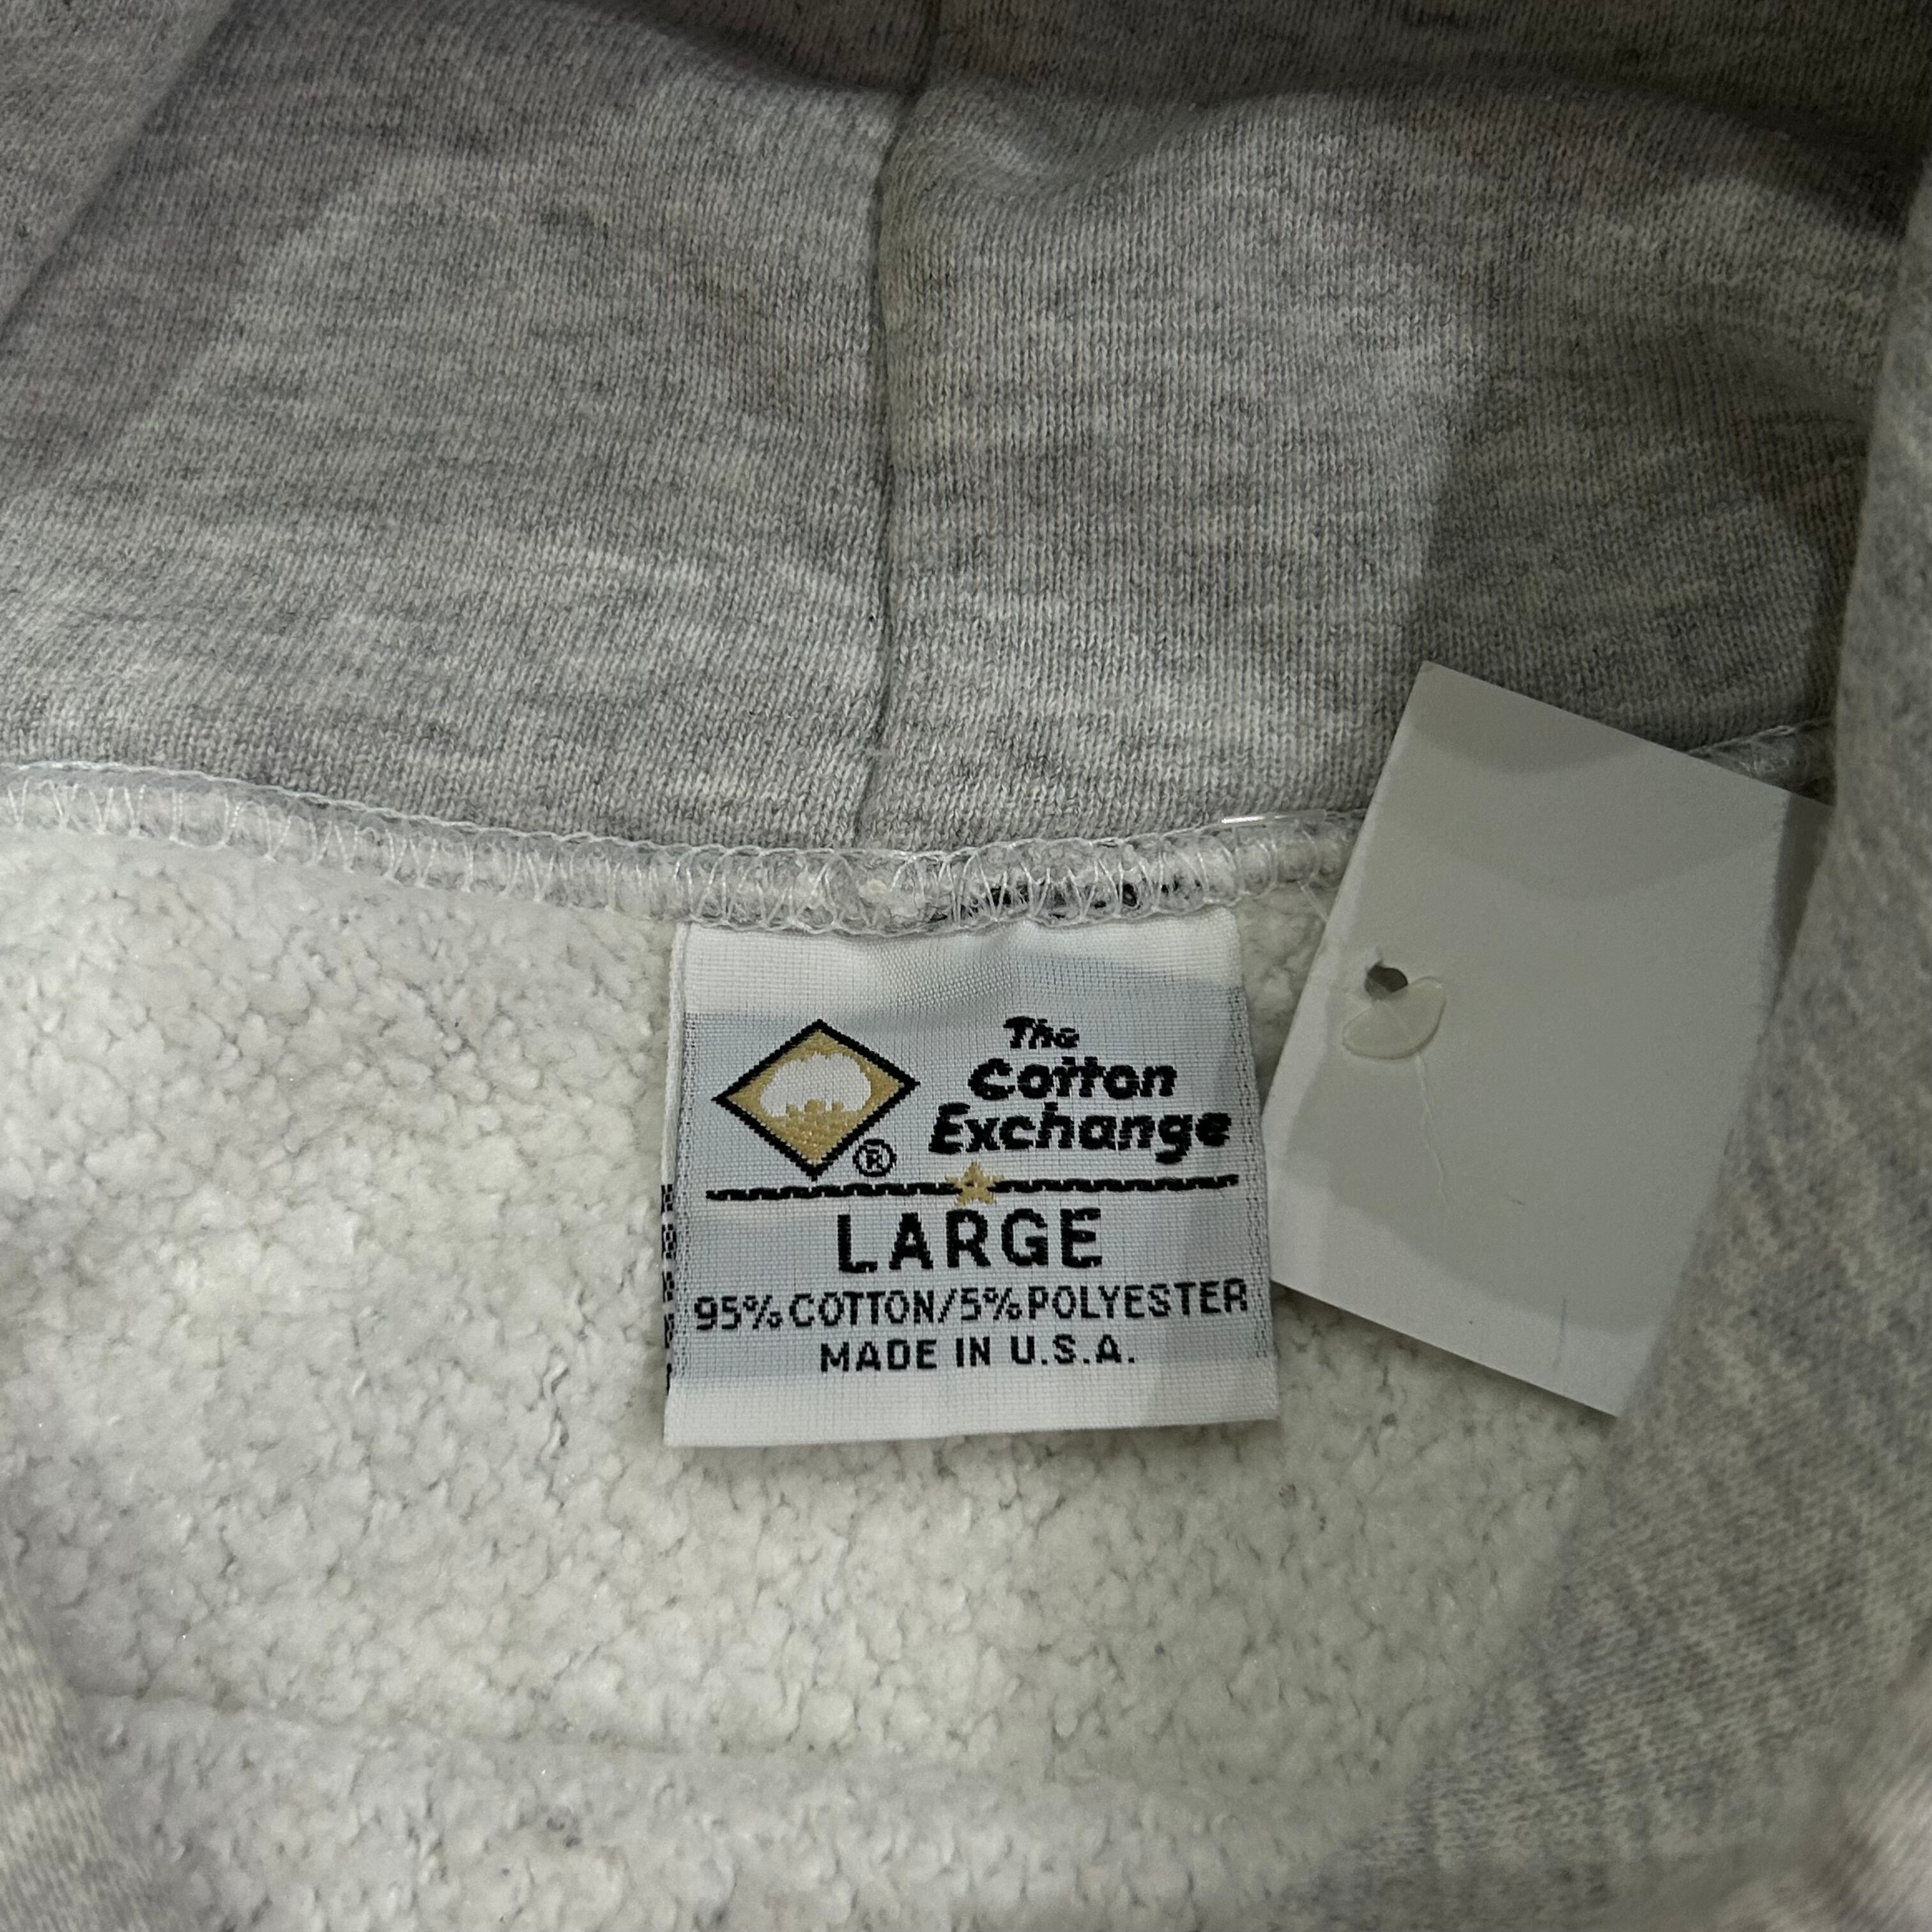 The
Cotton
Exchange
®
LARGE
95% COTTON/5% POLYESTER
MADE IN U.S.A.